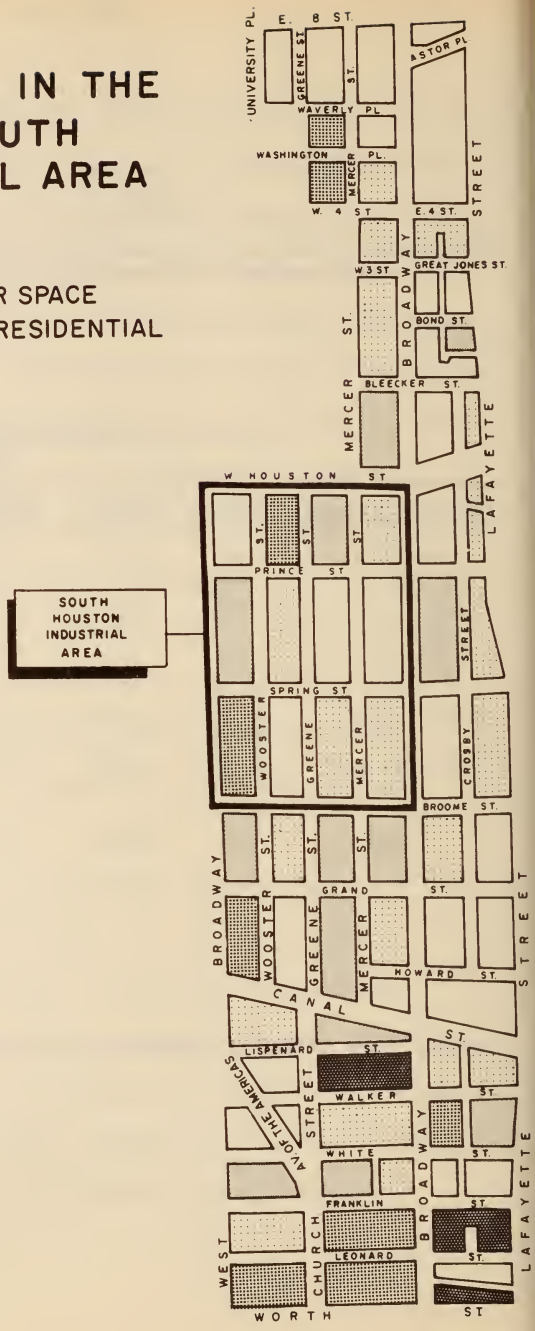 IN THE
UTH
L AREA
R SPACE
RESIDENTIAL
UNIVERSITY PL.
E. 8 ST.
GREENE ST.
ST.
ASTOR PL.
WAVERLY PL
WASHINGTON PL.
MERCER
STREET
W. 4 ST
E. 4 ST.
BROADWAY
W 3 ST
GREAT JONES ST.
BOND ST.
MERCER ST.
BLEECKER ST.
LAFAYETTE
W HOUSTON ST
ST.
ST
ST
PRINCE ST
SOUTH
HOUSTON
INDUSTRIAL
AREA
STREET
SPRING ST
WOOSTER
GREENE
MERCER
CROSBY
BROOME ST.
ST.
ST.
ST.
GRAND ST.
BROADWAY
WOOSTER
GREENE
MERCER
HOWARD ST.
STREET
CANAL ST.
LISPENARD ST.
AV. OF THE AMERICAS
STREET
WALKER ST.
BROADWAY
WHITE ST.
FRANKLIN ST.
LAFAYETTE
WEST
CHURCH
LEONARD ST.
WORTH ST.